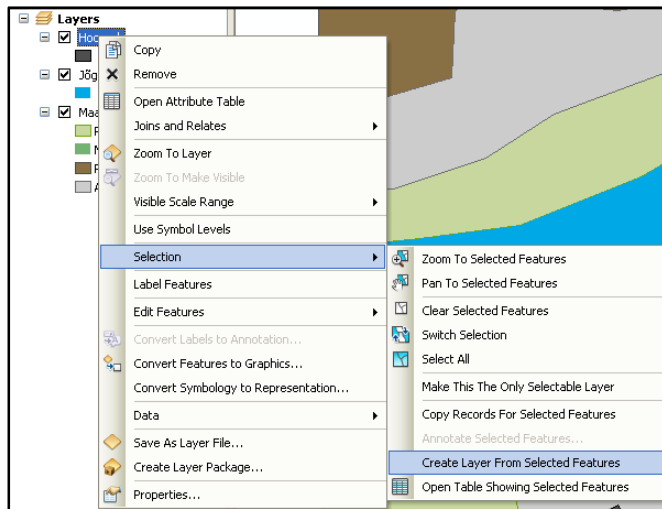 Layers
Copy
Remove
Open Attribute Table
Joins and Relates
Zoom To Layer
Zoom To Make Visible
Visible Scale Range
Use Symbol Levels
Selection
Label Features
Edit Features
Convert Labels to Annotation...
Convert Features to Graphics...
Convert Symbology to Representation...
Data
Save As Layer File...
Create Layer Package...
Properties...
Zoom To Selected Features
Pan To Selected Features
Clear Selected Features
Switch Selection
Select All
Make This The Only Selectable Layer
Copy Records For Selected Features
Annotate Selected Features...
Create Layer From Selected Features
Open Table Showing Selected Features